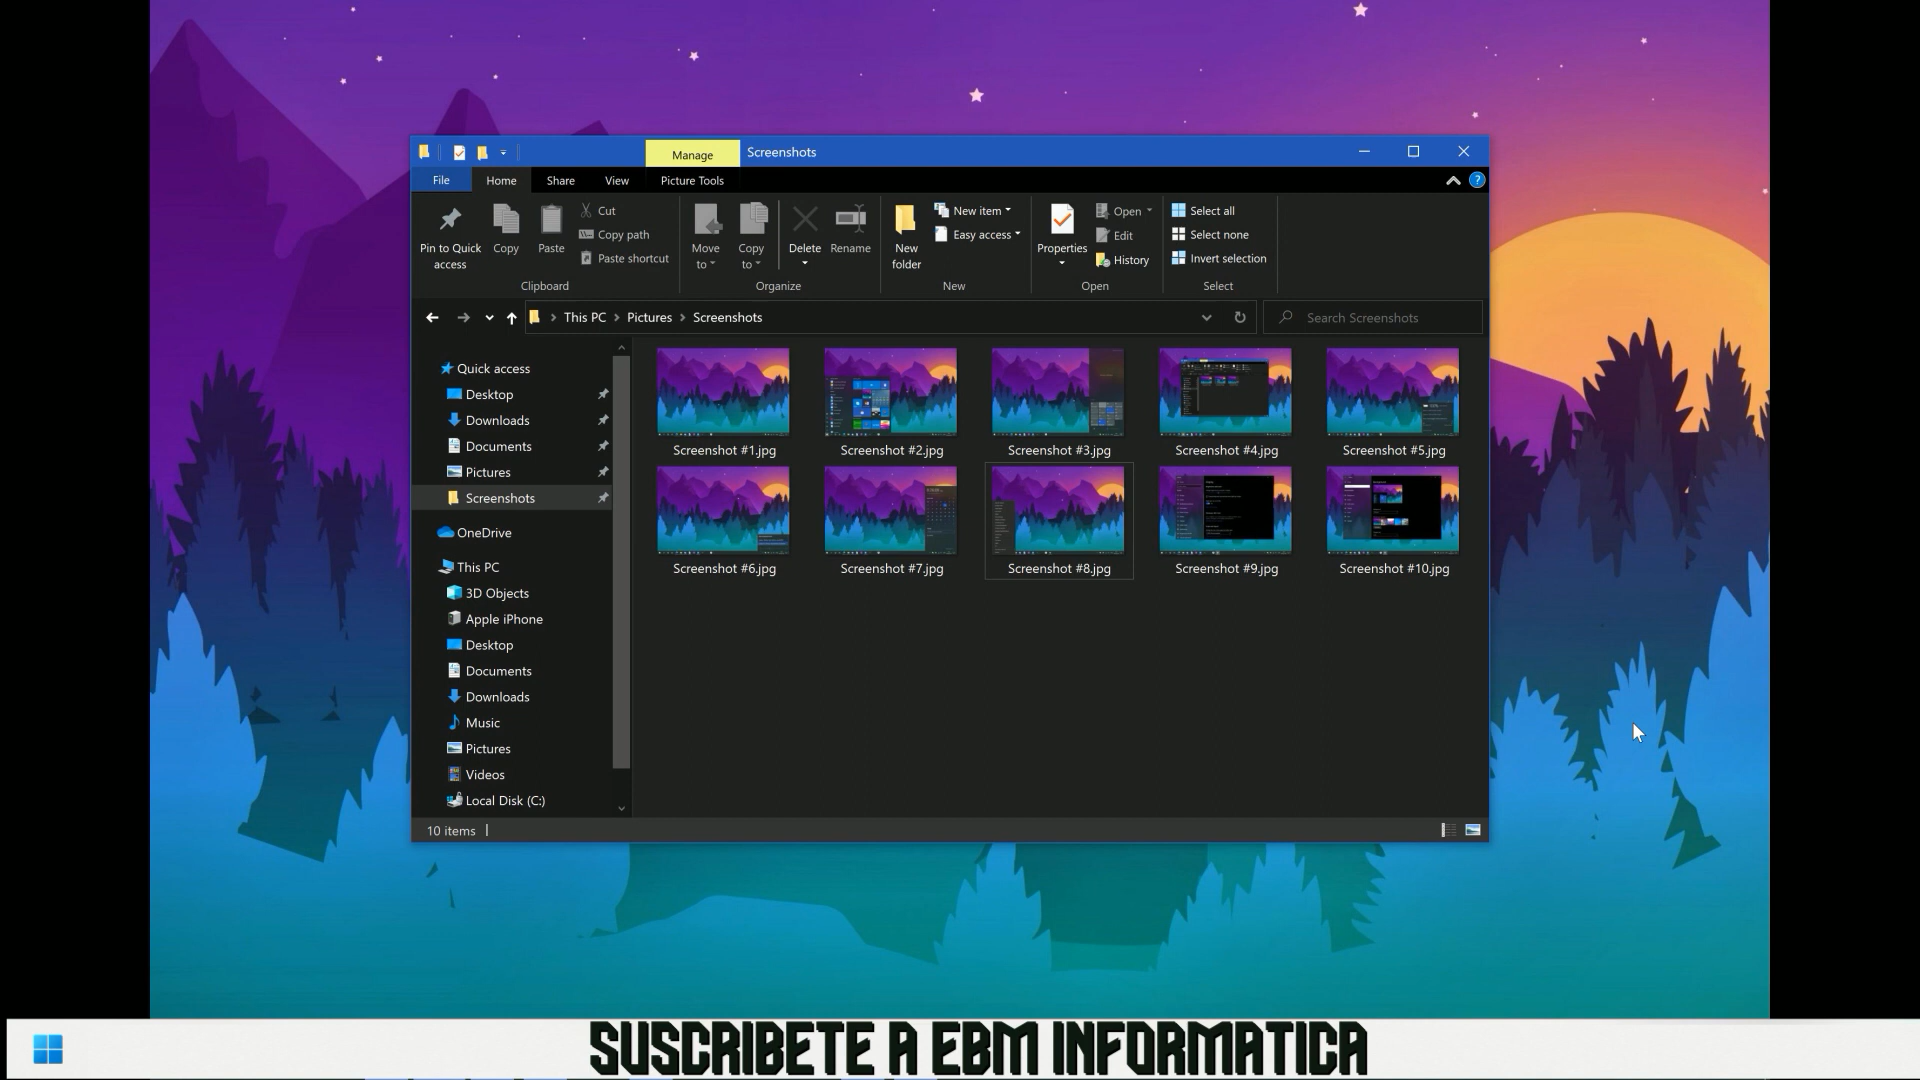 Manage
Screenshots
File
Home
Share
View
Picture Tools
Pin to Quick access
Copy
Paste
Cut
Copy path
Paste shortcut
Clipboard
Move to
Copy to
Delete
Rename
Organize
New folder
New item
Easy access
New
Properties
Open
Edit
History
Open
Select all
Select none
Invert selection
Select
This PC
Pictures
Screenshots
Search Screenshots
Quick access
Desktop
Downloads
Documents
Pictures
Screenshots
OneDrive
This PC
3D Objects
Apple iPhone
Desktop
Documents
Downloads
Music
Pictures
Videos
Local Disk (C:)
Screenshot #1.jpg
Screenshot #2.jpg
Screenshot #3.jpg
Screenshot #4.jpg
Screenshot #5.jpg
Screenshot #6.jpg
Screenshot #7.jpg
Screenshot #8.jpg
Screenshot #9.jpg
Screenshot #10.jpg
10 items
SUSCRIBETE A EBM INFORMATICA